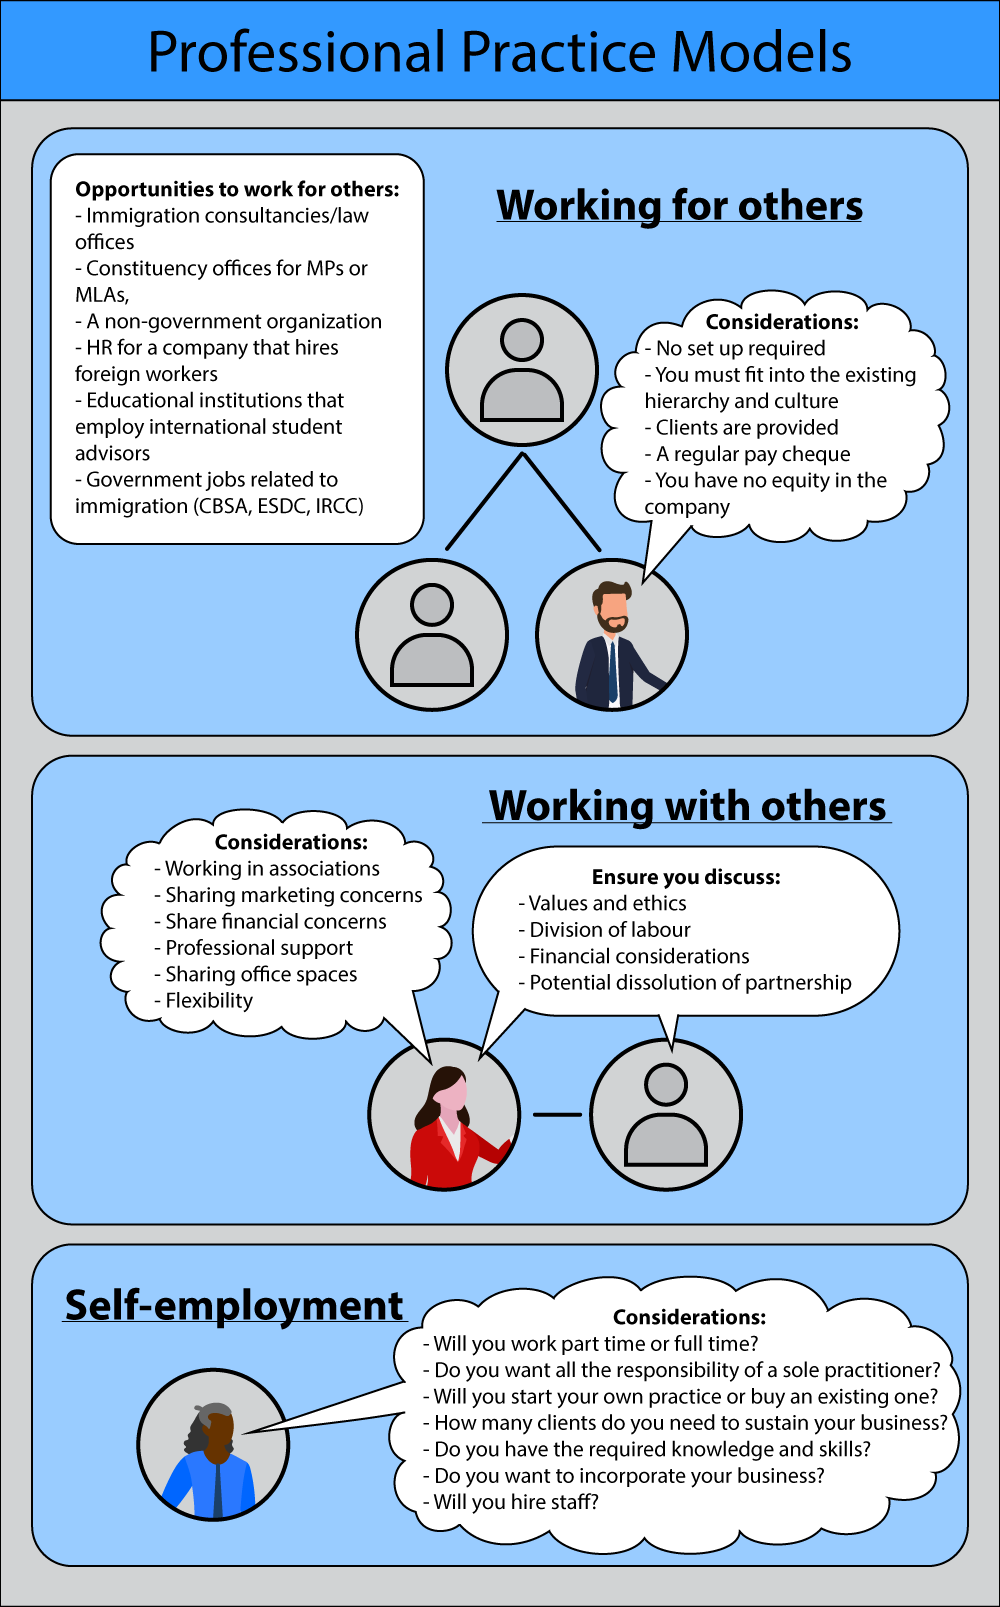 Professional Practice Models
Opportunities to work for others:
- Immigration consultancies/law
offices
- Constituency offices for MPs or
MLAs,
- A non-government organization
- HR for a company that hires
foreign workers
- Educational institutions that
employ international student
advisors
- Government jobs related to
immigration (CBSA, ESDC, IRCC)
Working for others
Considerations:
- No set up required
- You must fit into the existing
hierarchy and culture
- Clients are provided
- A regular pay cheque
- You have no equity in the
company
Working with others
Considerations:
- Working in associations
- Sharing marketing concerns
- Share financial concerns
- Professional support
- Sharing office spaces
- Flexibility
Ensure you discuss:
- Values and ethics
- Division of labour
- Financial considerations
- Potential dissolution of partnership
Self-employment
Considerations:
- Will you work part time or full time?
- Do you want all the responsibility of a sole practitioner?
- Will you start your own practice or buy an existing one?
- How many clients do you need to sustain your business?
- Do you have the required knowledge and skills?
- Do you want to incorporate your business?
- Will you hire staff?